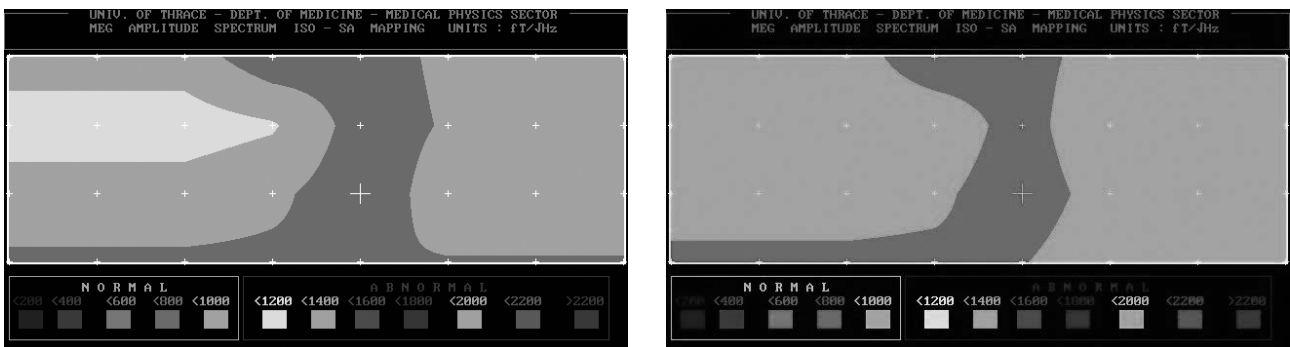 UNIV. OF THRACE - DEPT. OF MEDICINE - MEDICAL PHYSICS SECTOR
MEG AMPLITUDE SPECTRUM ISO - SA MAPPING UNITS : fT/√Hz
NORMAL
<200 <400 <600 <800 <1000
ABNORMAL
<1200 <1400 <1600 <1800 <2000 <2200 >2200
UNIV. OF THRACE - DEPT. OF MEDICINE - MEDICAL PHYSICS SECTOR
MEG AMPLITUDE SPECTRUM ISO - SA MAPPING UNITS : fT/√Hz
NORMAL
<200 <400 <600 <800 <1000
ABNORMAL
<1200 <1400 <1600 <1800 <2000 <2200 >2200